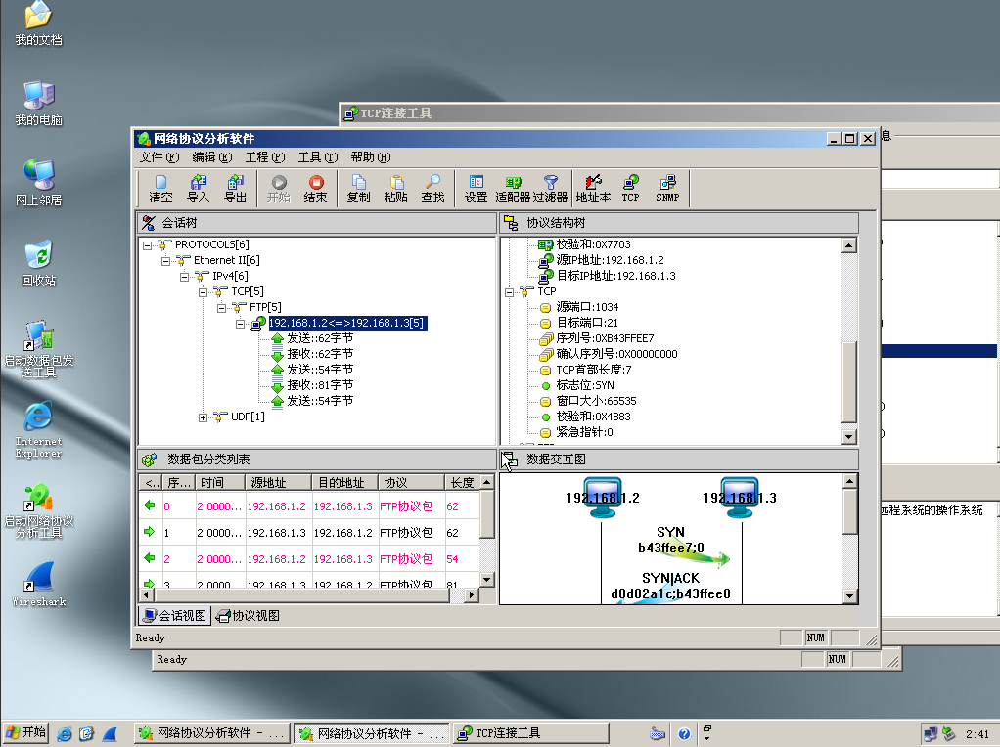 我的文档
我的电脑
网上邻居
回收站
启动数据包发
送工具
Internet
Explorer
启动网络协议
分析工具
Wireshark
TCP连接工具
息
远程系统的操作系统
网络协议分析软件
文件(F) 编辑(E) 工程(P) 工具(T) 帮助(H)
清空 导入 导出 开始 结束 复制 粘贴 查找 设置 适配器 过滤器 地址本 TCP SNMP
会话树
PROTOCOLS[6]
Ethernet II[6]
IPv4[6]
TCP[5]
FTP[5]
192.168.1.2<=>192.168.1.3[5]
发送::62字节
接收::62字节
发送::54字节
接收::81字节
发送::54字节
UDP[1]
协议结构树
校验和:0X7703
源IP地址:192.168.1.2
目标IP地址:192.168.1.3
TCP
源端口:1034
目标端口:21
序列号:0XB43FFEE7
确认序列号:0X00000000
TCP首部长度:7
标志位:SYN
窗口大小:65535
校验和:0X4883
紧急指针:0
数据包分类列表
<.. 序... 时间 源地址 目的地址 协议 长度
0 2.0000... 192.168.1.2 192.168.1.3 FTP协议包 62
1 2.0000... 192.168.1.3 192.168.1.2 FTP协议包 62
2 2.0000... 192.168.1.2 192.168.1.3 FTP协议包 54
3 2.0000 192.168.1.3 192.168.1.2 FTP协议包 81
数据交互图
192.168.1.2 192.168.1.3
SYN
b43ffee7;0
SYN|ACK
d0d82a1c;b43ffee8
会话视图 协议视图
Ready NUM
Ready NUM
开始 网络协议分析软件 - ... 网络协议分析软件 - ... TCP连接工具 2:41